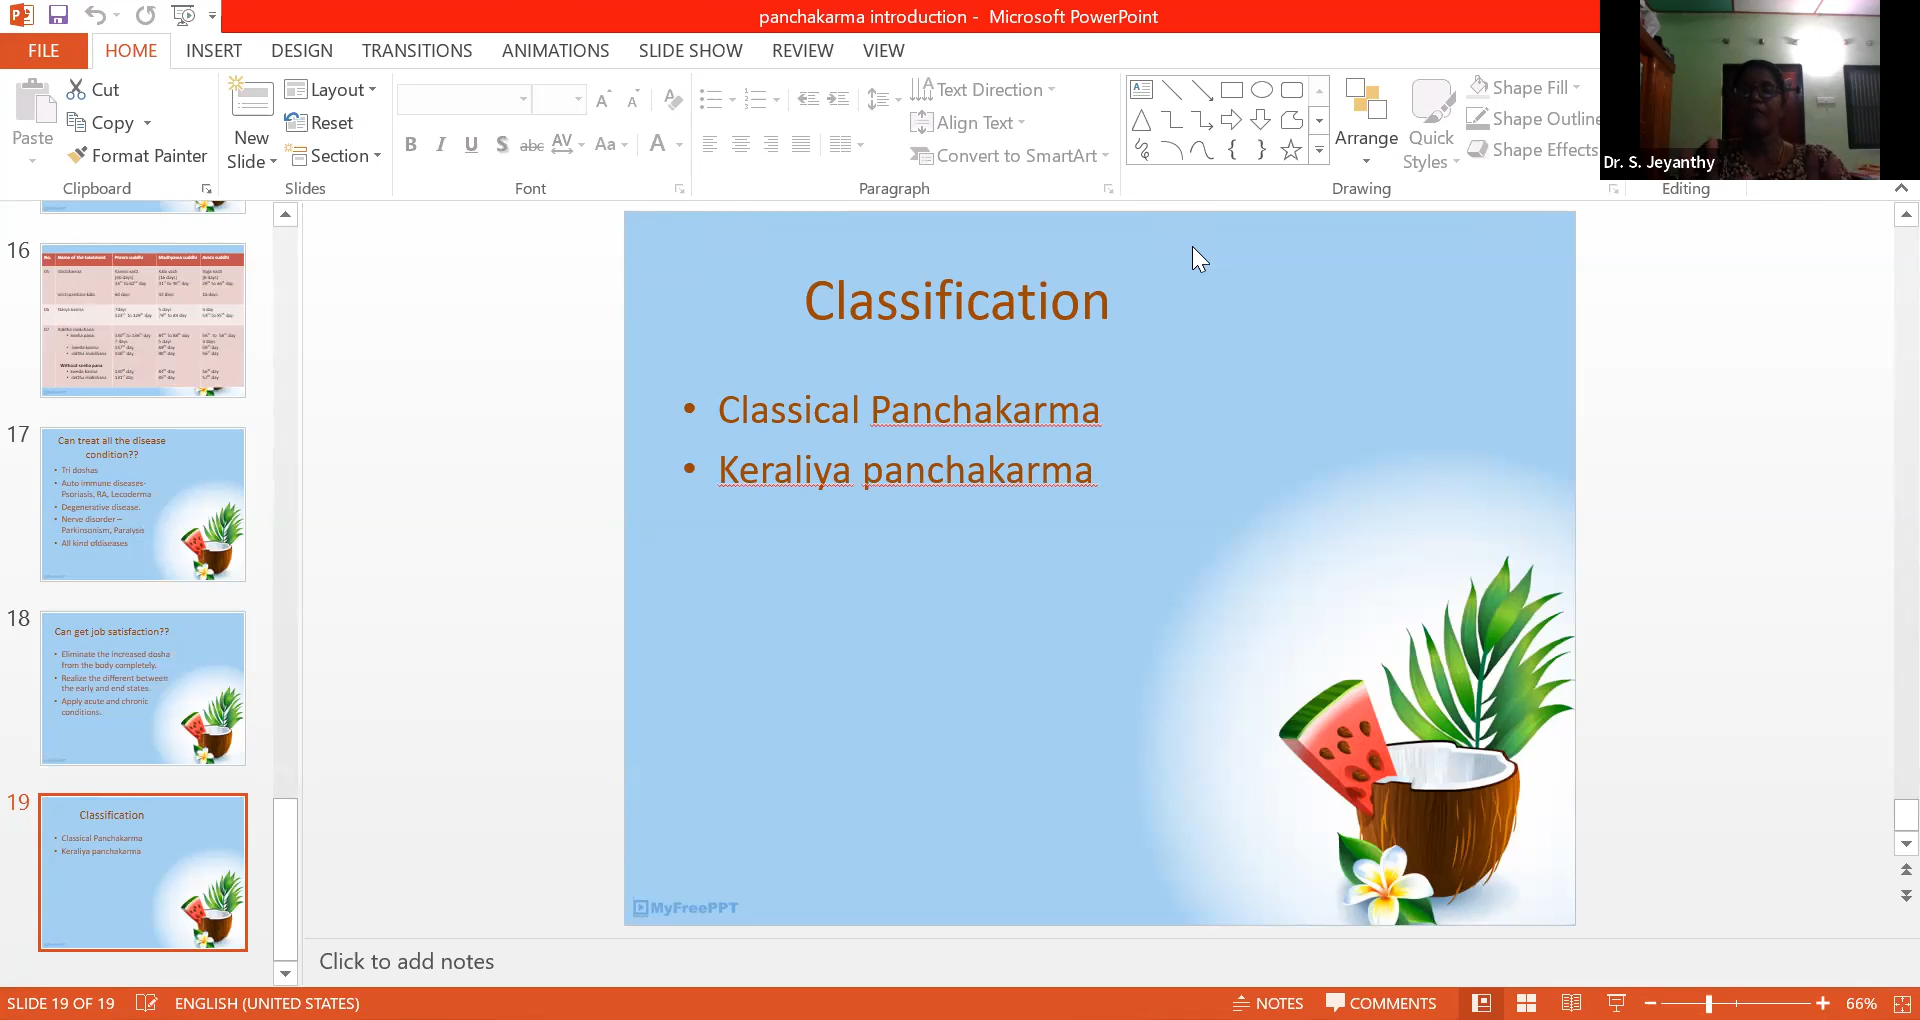 panchakarma introduction - Microsoft PowerPoint
FILE HOME INSERT DESIGN TRANSITIONS ANIMATIONS SLIDE SHOW REVIEW VIEW
Paste
Cut
Copy
Format Painter
Clipboard
New
Slide
Layout
Reset
Section
Slides
Font
Text Direction
Align Text
Convert to SmartArt
Paragraph
Arrange
Quick
Styles
Shape Fill
Shape Outline
Shape Effects
Drawing
Editing
Dr. S. Jeyanthy
16
No. Name of the treatment
17
Can treat all the disease
condition??
• Tri doshas
• Auto immune diseases-
Psoriasis, RA, Lecoderma
• Degenerative disease.
• Nerve disorder –
Parkinsonism, Paralysis
• All kind ofdiseases
18
Can get job satisfaction??
• Eliminate the increased dosha
from the body completely.
• Realize the different between
the early and end states.
• Apply acute and chronic
conditions.
19
Classification
• Classical Panchakarma
• Keraliya panchakarma
Classification
• Classical Panchakarma
• Keraliya panchakarma
MyFreePPT
Click to add notes
SLIDE 19 OF 19 ENGLISH (UNITED STATES) NOTES COMMENTS 66%